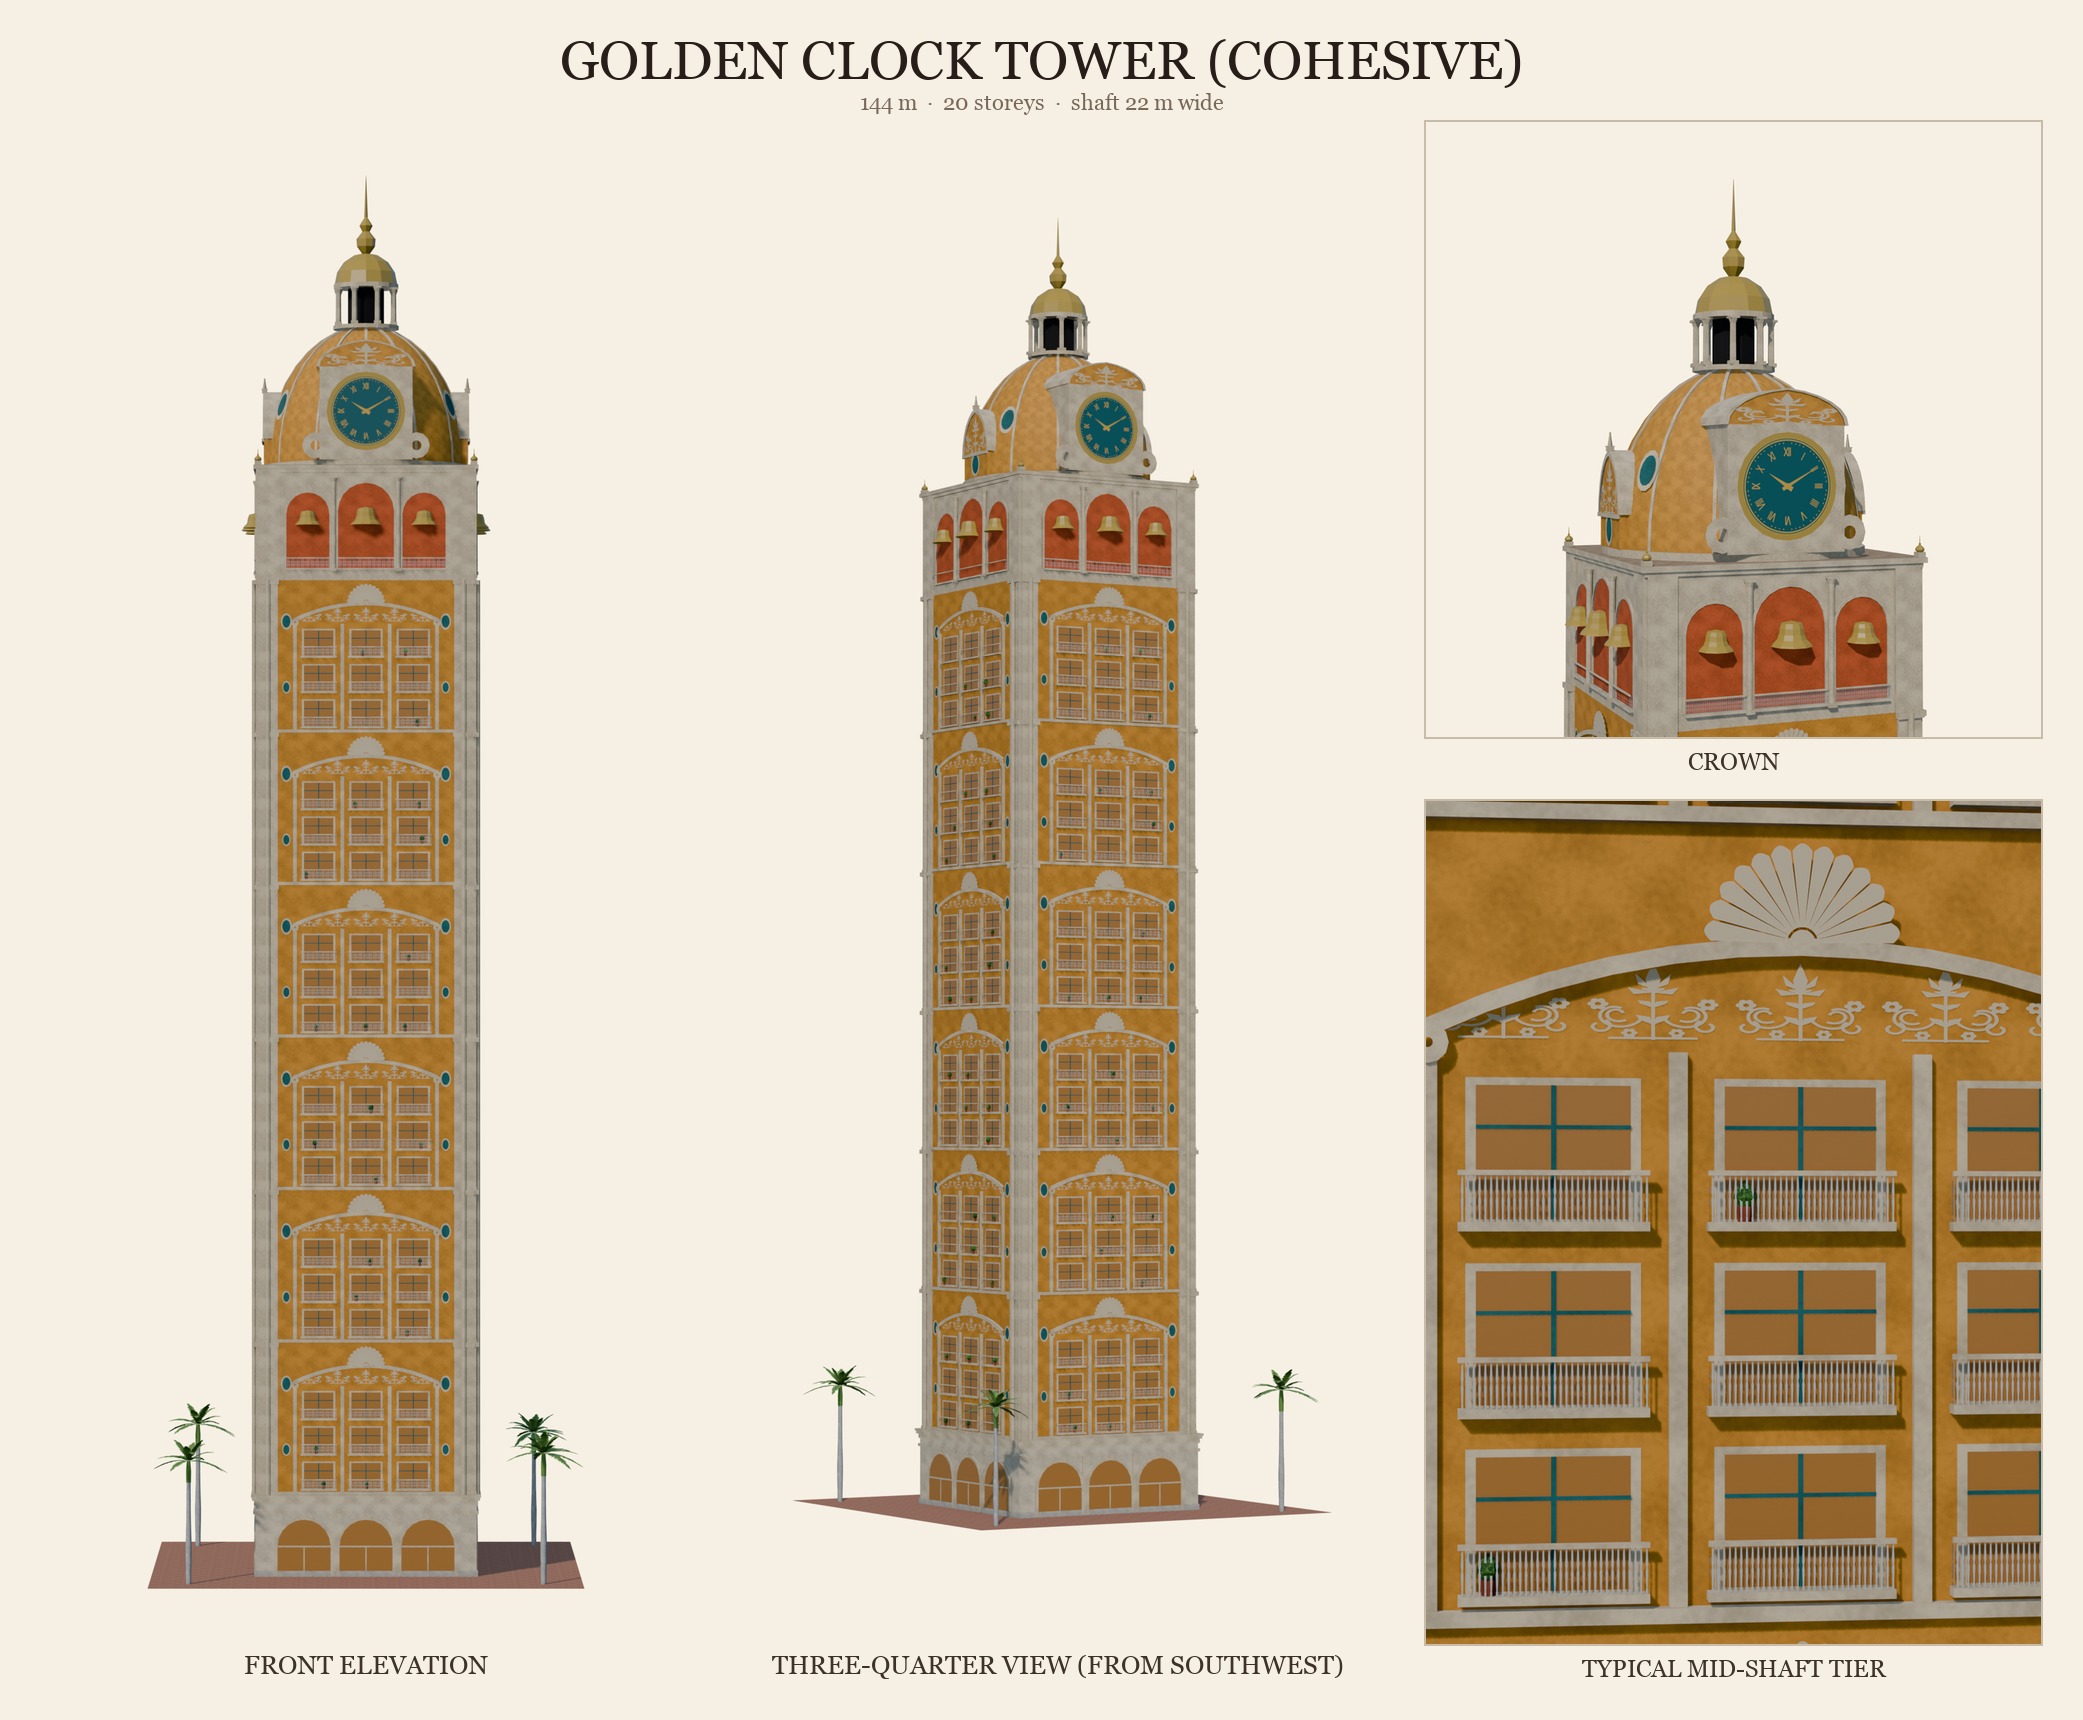 GOLDEN CLOCK TOWER (COHESIVE)
144 m · 20 storeys · shaft 22 m wide
CROWN
FRONT ELEVATION
THREE-QUARTER VIEW (FROM SOUTHWEST)
TYPICAL MID-SHAFT TIER